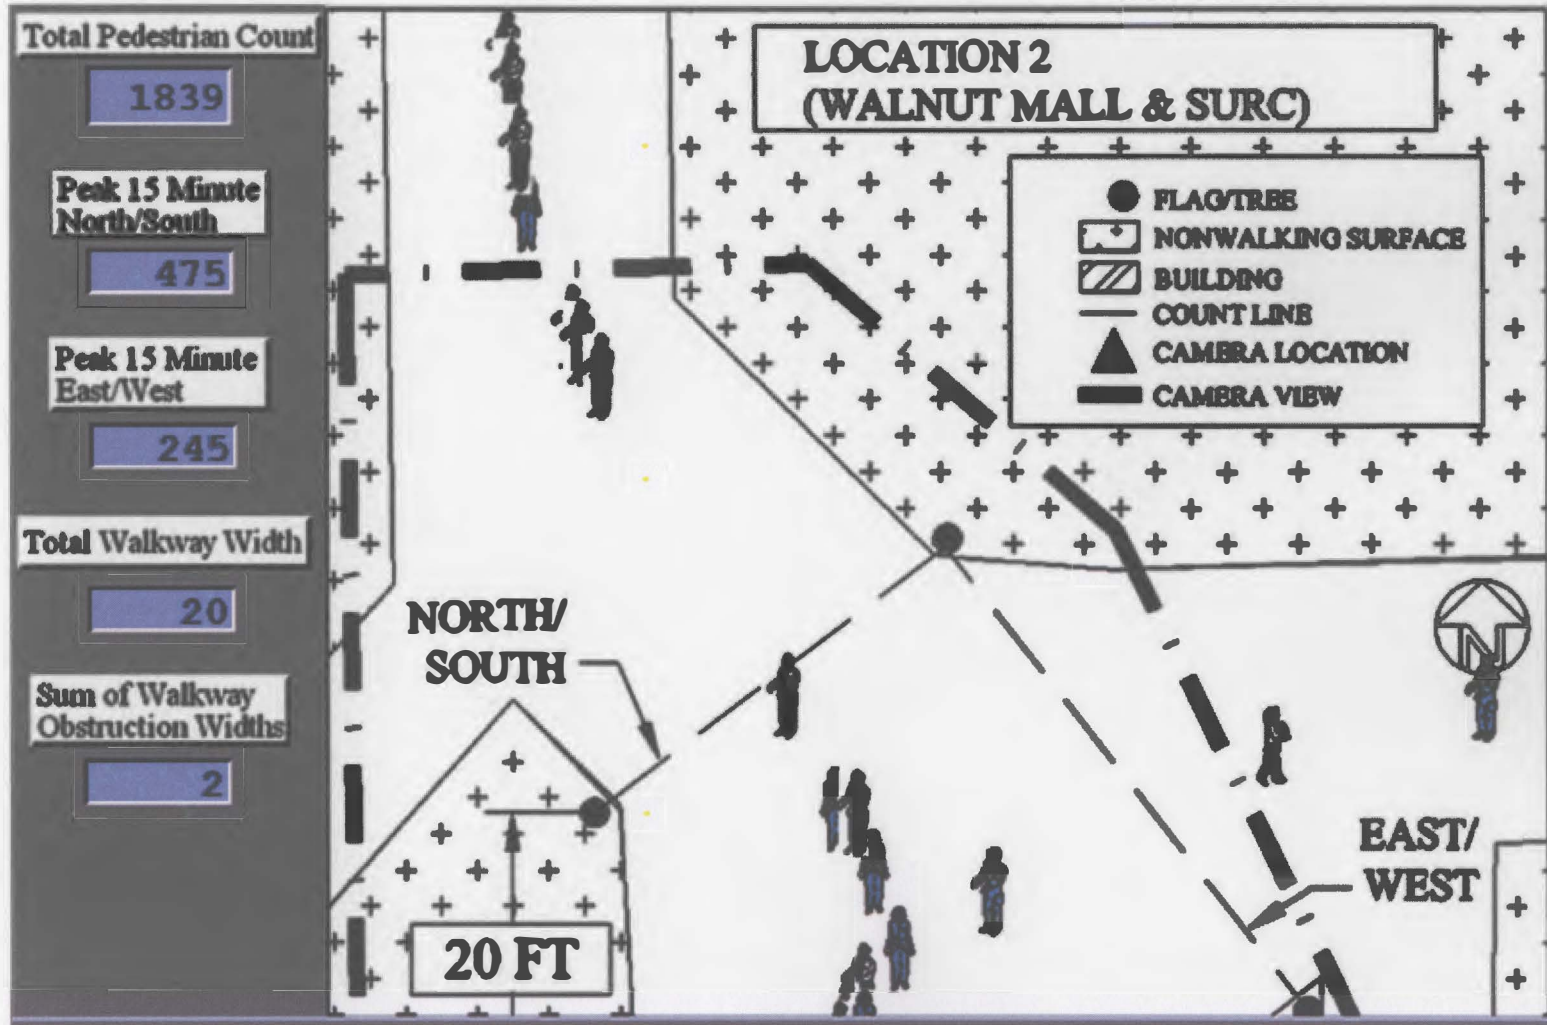 Total Pedestrian Count
1839
Peak 15 Minute
North/South
475
Peak 15 Minute
East/West
245
Total Walkway Width
20
Sum of Walkway
Obstruction Widths
2
LOCATION 2
(WALNUT MALL & SURC)
FLAG/TREE
NONWALKING SURFACE
BUILDING
COUNT LINE
CAMERA LOCATION
CAMERA VIEW
N
NORTH/
SOUTH
EAST/
WEST
20 FT